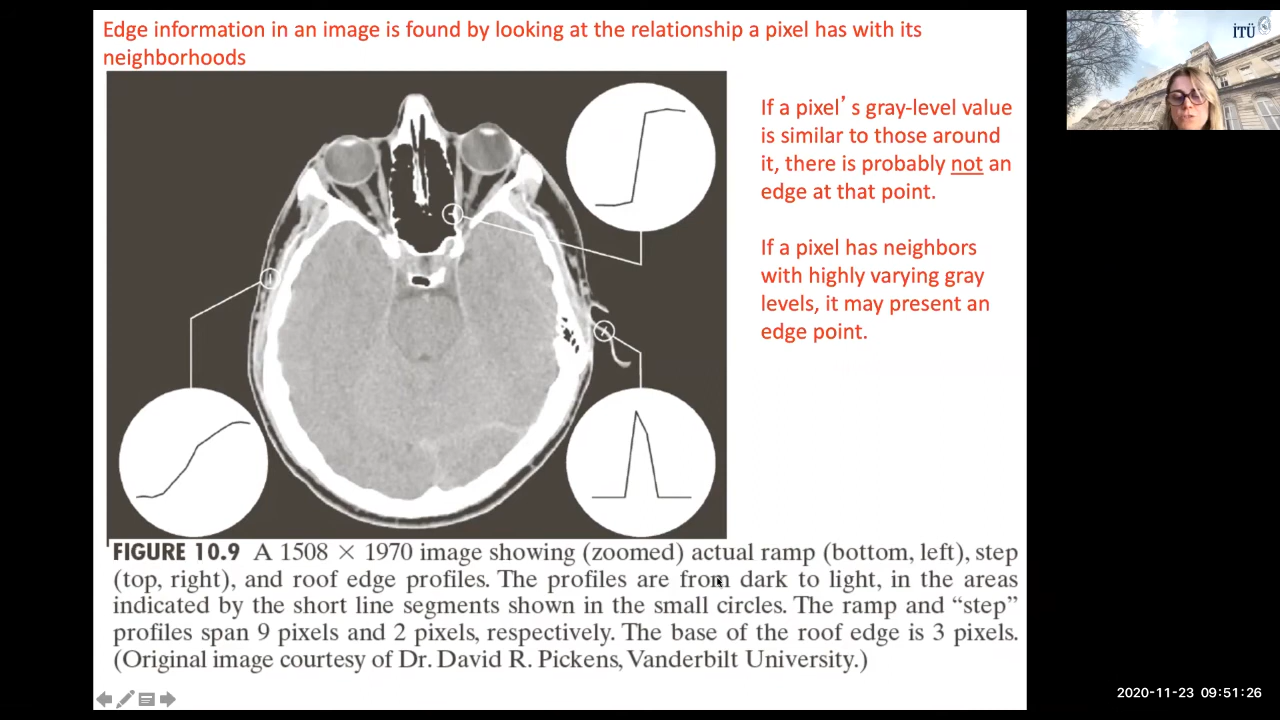 Edge information in an image is found by looking at the relationship a pixel has with its
neighborhoods
If a pixel’s gray-level value
is similar to those around
it, there is probably not an
edge at that point.
If a pixel has neighbors
with highly varying gray
levels, it may present an
edge point.
FIGURE 10.9 A 1508 × 1970 image showing (zoomed) actual ramp (bottom, left), step
(top, right), and roof edge profiles. The profiles are from dark to light, in the areas
indicated by the short line segments shown in the small circles. The ramp and “step”
profiles span 9 pixels and 2 pixels, respectively. The base of the roof edge is 3 pixels.
(Original image courtesy of Dr. David R. Pickens, Vanderbilt University.)
İTÜ
2020-11-23 09:51:26